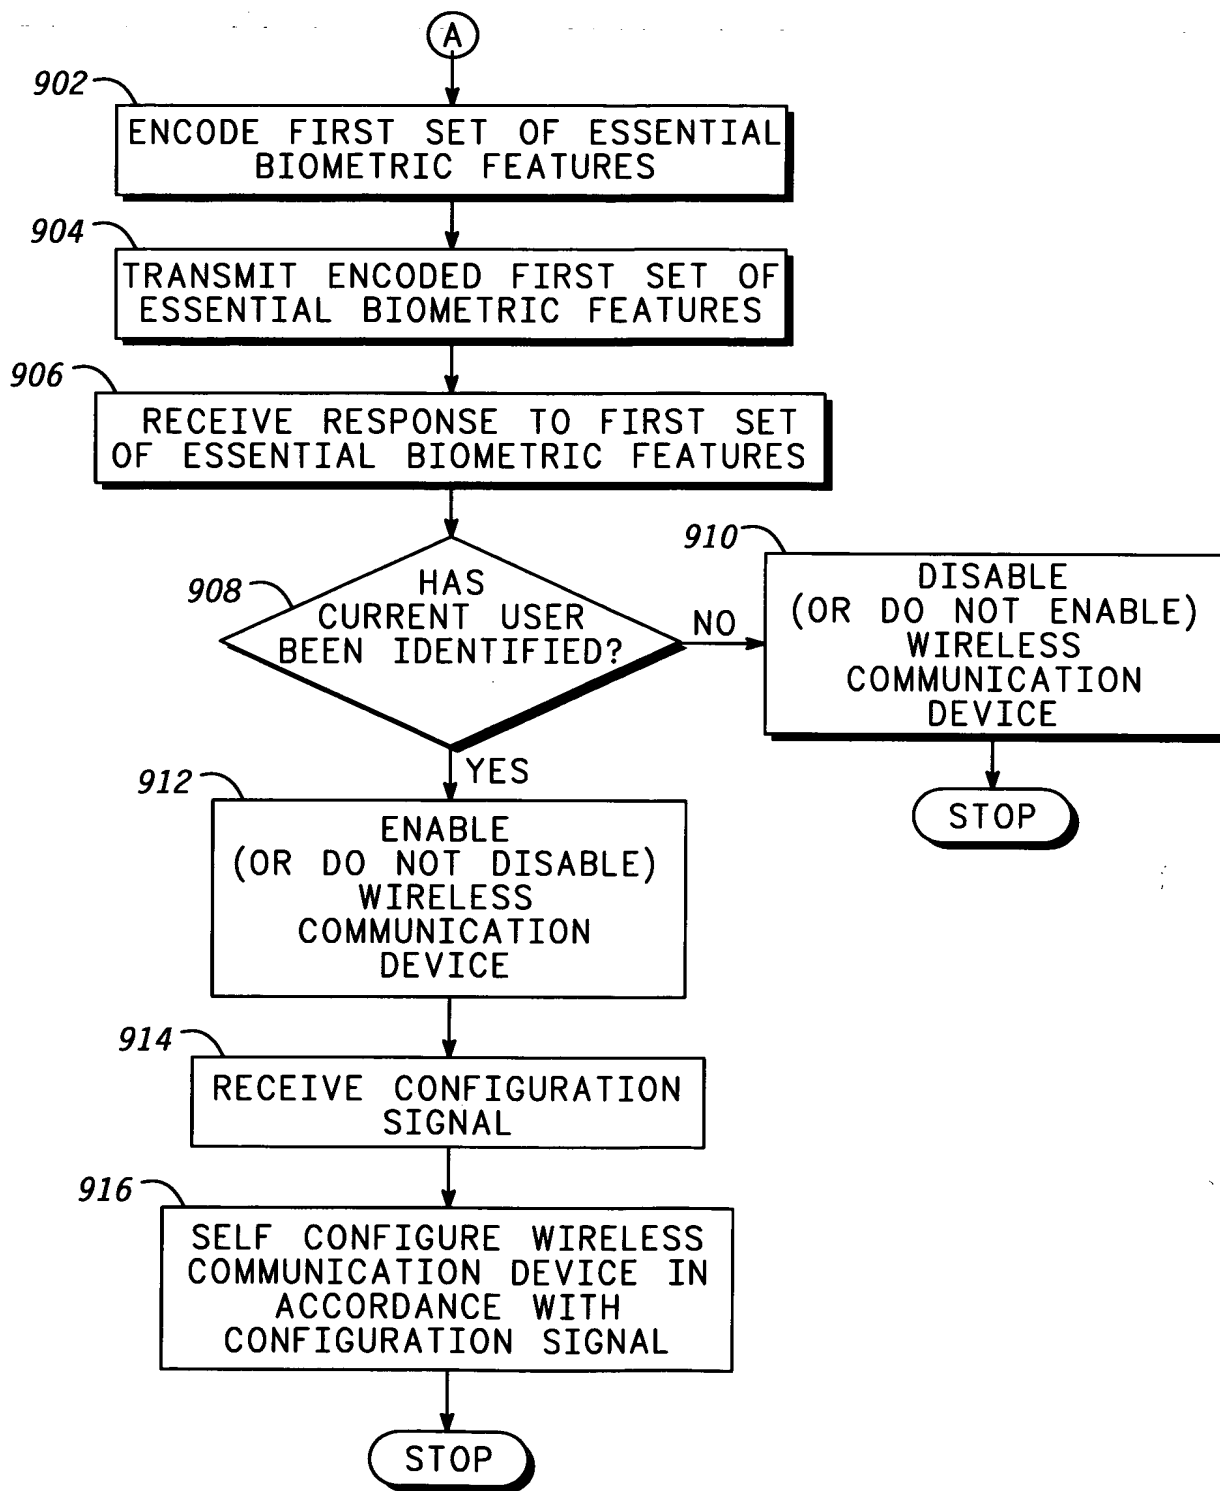 A
902
ENCODE FIRST SET OF ESSENTIAL
BIOMETRIC FEATURES
904
TRANSMIT ENCODED FIRST SET OF
ESSENTIAL BIOMETRIC FEATURES
906
RECEIVE RESPONSE TO FIRST SET
OF ESSENTIAL BIOMETRIC FEATURES
908
HAS
CURRENT USER
BEEN IDENTIFIED?
NO
910
DISABLE
(OR DO NOT ENABLE)
WIRELESS
COMMUNICATION
DEVICE
STOP
YES
912
ENABLE
(OR DO NOT DISABLE)
WIRELESS
COMMUNICATION
DEVICE
914
RECEIVE CONFIGURATION
SIGNAL
916
SELF CONFIGURE WIRELESS
COMMUNICATION DEVICE IN
ACCORDANCE WITH
CONFIGURATION SIGNAL
STOP